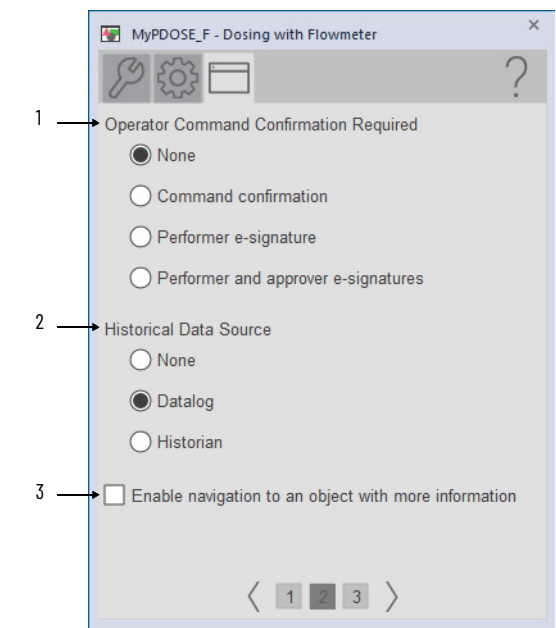 MyPDOSE_F - Dosing with Flowmeter
×
?
1
Operator Command Confirmation Required
None
Command confirmation
Performer e-signature
Performer and approver e-signatures
2
Historical Data Source
None
Datalog
Historian
3
Enable navigation to an object with more information
1 2 3